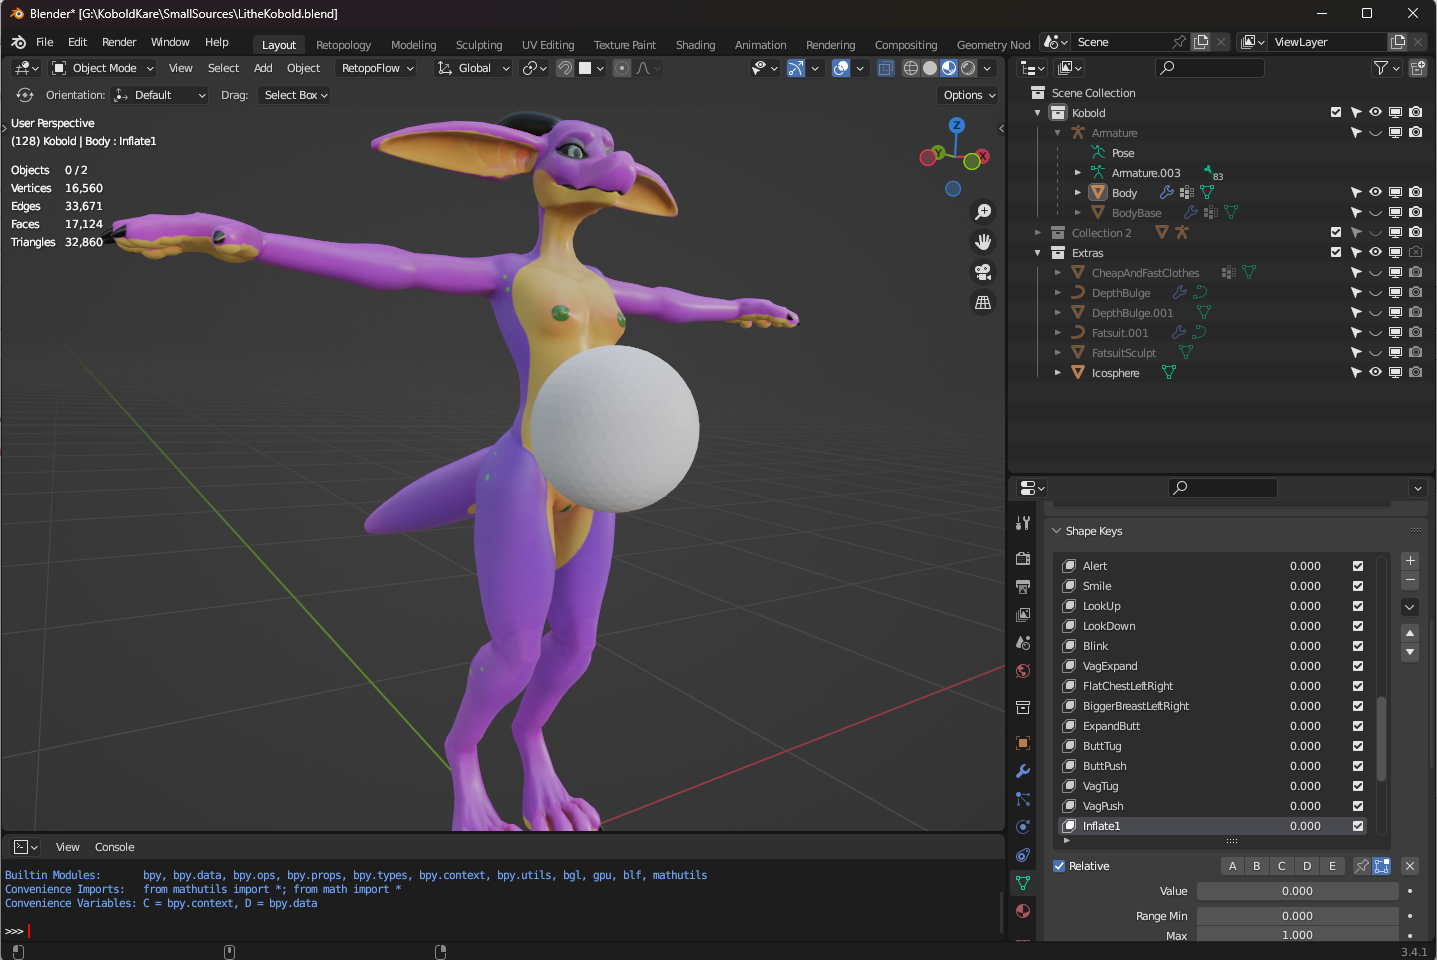 Blender* [G:\KoboldKare\SmallSources\LitheKobold.blend]
File Edit Render Window Help Layout Retopology Modeling Sculpting UV Editing Texture Paint Shading Animation Rendering Compositing Geometry Nod Scene ViewLayer
Object Mode View Select Add Object RetopoFlow Global
Orientation: Default Drag: Select Box Options
User Perspective
(128) Kobold | Body : Inflate1
Objects 0 / 2
Vertices 16,560
Edges 33,671
Faces 17,124
Triangles 32,860
Z
Y
X
Scene Collection
Kobold
Armature
Pose
Armature.003 83
Body
BodyBase
Collection 2
Extras
CheapAndFastClothes
DepthBulge
DepthBulge.001
Fatsuit.001
FatsuitSculpt
Icosphere
Shape Keys
Alert 0.000
Smile 0.000
LookUp 0.000
LookDown 0.000
Blink 0.000
VagExpand 0.000
FlatChestLeftRight 0.000
BiggerBreastLeftRight 0.000
ExpandButt 0.000
ButtTug 0.000
ButtPush 0.000
VagTug 0.000
VagPush 0.000
Inflate1 0.000
Relative A B C D E
Value 0.000
Range Min 0.000
Max 1.000
View Console
Builtin Modules: bpy, bpy.data, bpy.ops, bpy.props, bpy.types, bpy.context, bpy.utils, bgl, gpu, blf, mathutils
Convenience Imports: from mathutils import *; from math import *
Convenience Variables: C = bpy.context, D = bpy.data
>>>
3.4.1